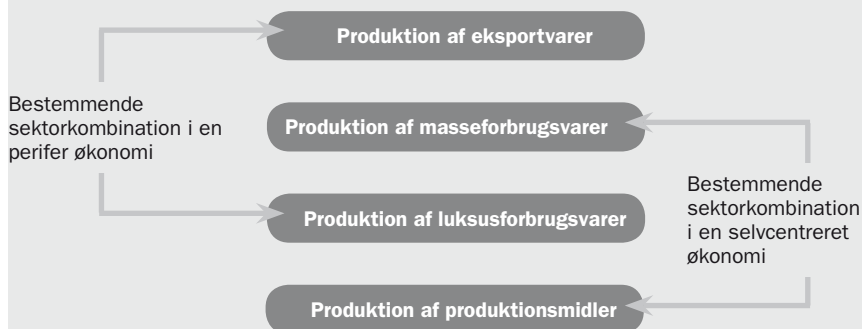 Produktion af eksportvarer
Bestemmende
sektorkombination i en
perifer økonomi
Produktion af masseforbrugsvarer
Produktion af luksusforbrugsvarer
Bestemmende
sektorkombination
i en selvcentreret
økonomi
Produktion af produktionsmidler